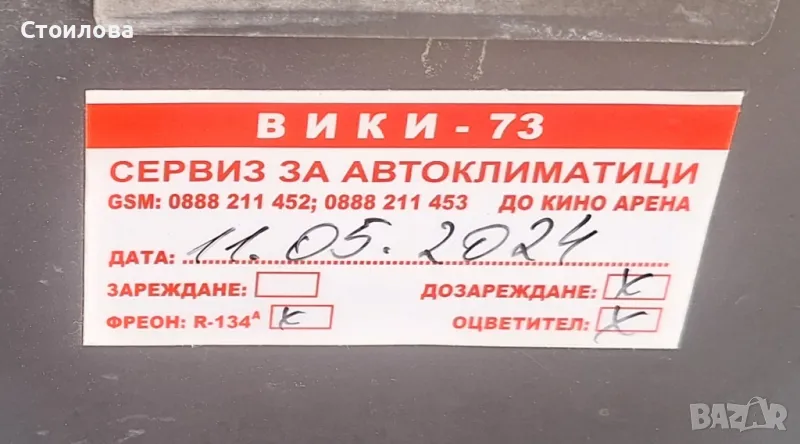 Стоилова
ВИКИ - 73
СЕРВИЗ ЗА АВТОКЛИМАТИЦИ
GSM: 0888 211 452; 0888 211 453 ДО КИНО АРЕНА
ДАТА: 11.05.2024
ЗАРЕЖДАНЕ: ДОЗАРЕЖДАНЕ: X
ФРЕОН: R-134A X ОЦВЕТИТЕЛ: X
BAZAR